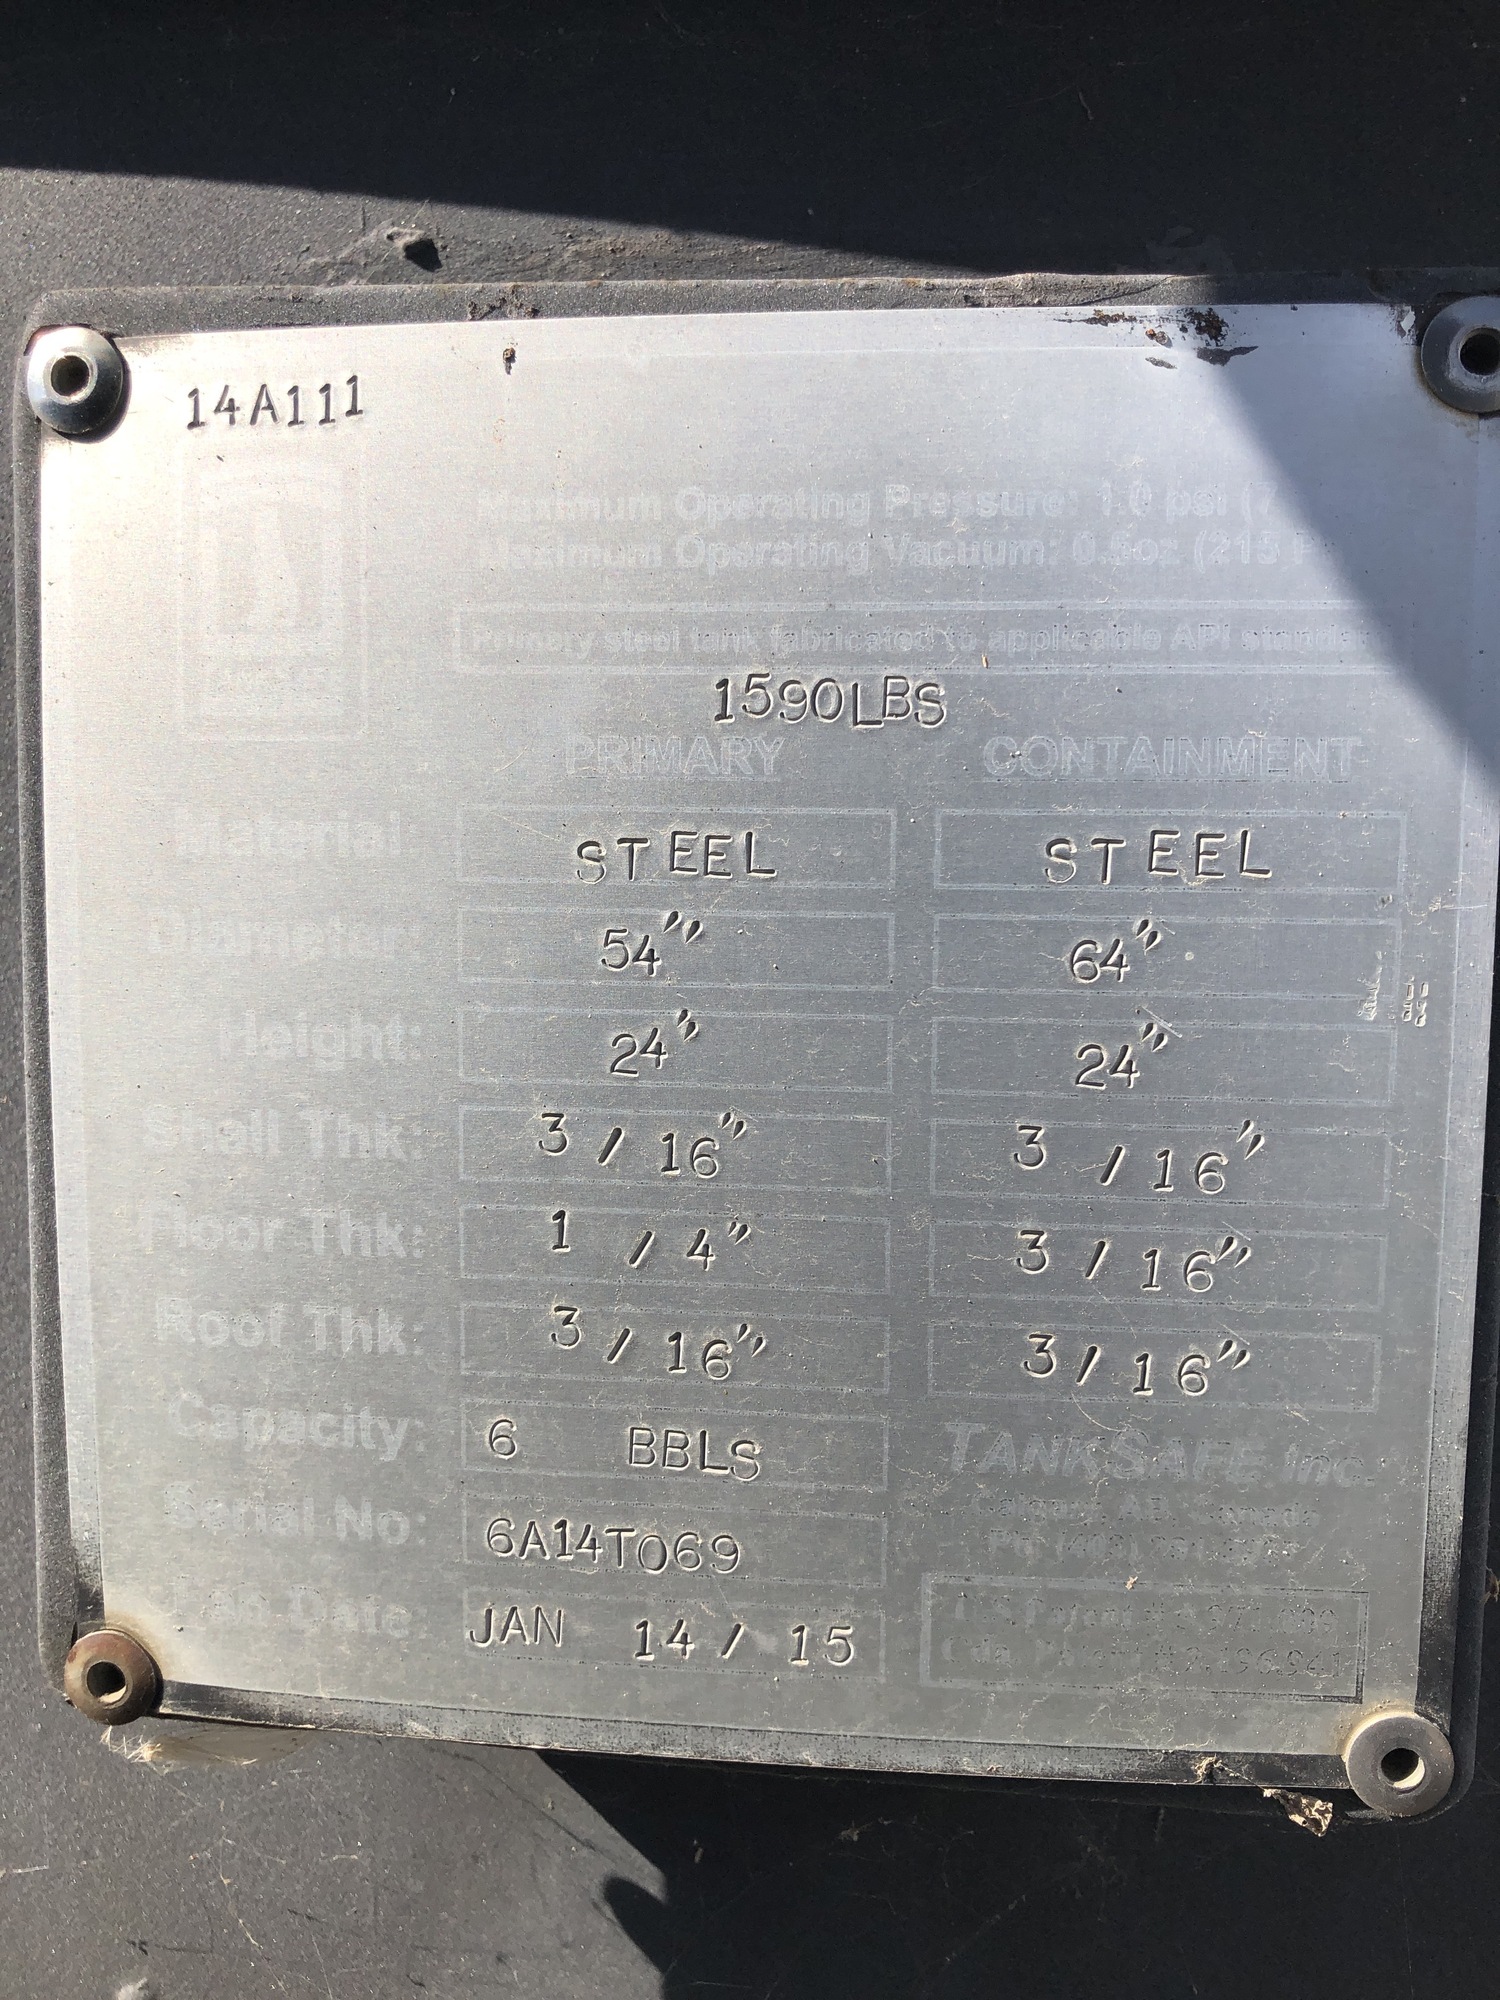 14A111
Maximum Operating Pressure: 1.0 psi (7
Maximum Operating Vacuum: 0.5oz (215
Primary steel tank fabricated to applicable API
1590LBS
PRIMARY CONTAINMENT
Material STEEL STEEL
Diameter: 54" 64"
Height: 24" 24"
Shell Thk: 3/16" 3/16"
Floor Thk: 1/4" 3/16"
Roof Thk: 3/16" 3/16"
Capacity: 6 BBLS
TANKSAFE Inc.
Calgary, AB, Canada
Serial No: 6A14T069
Date: JAN 14/15